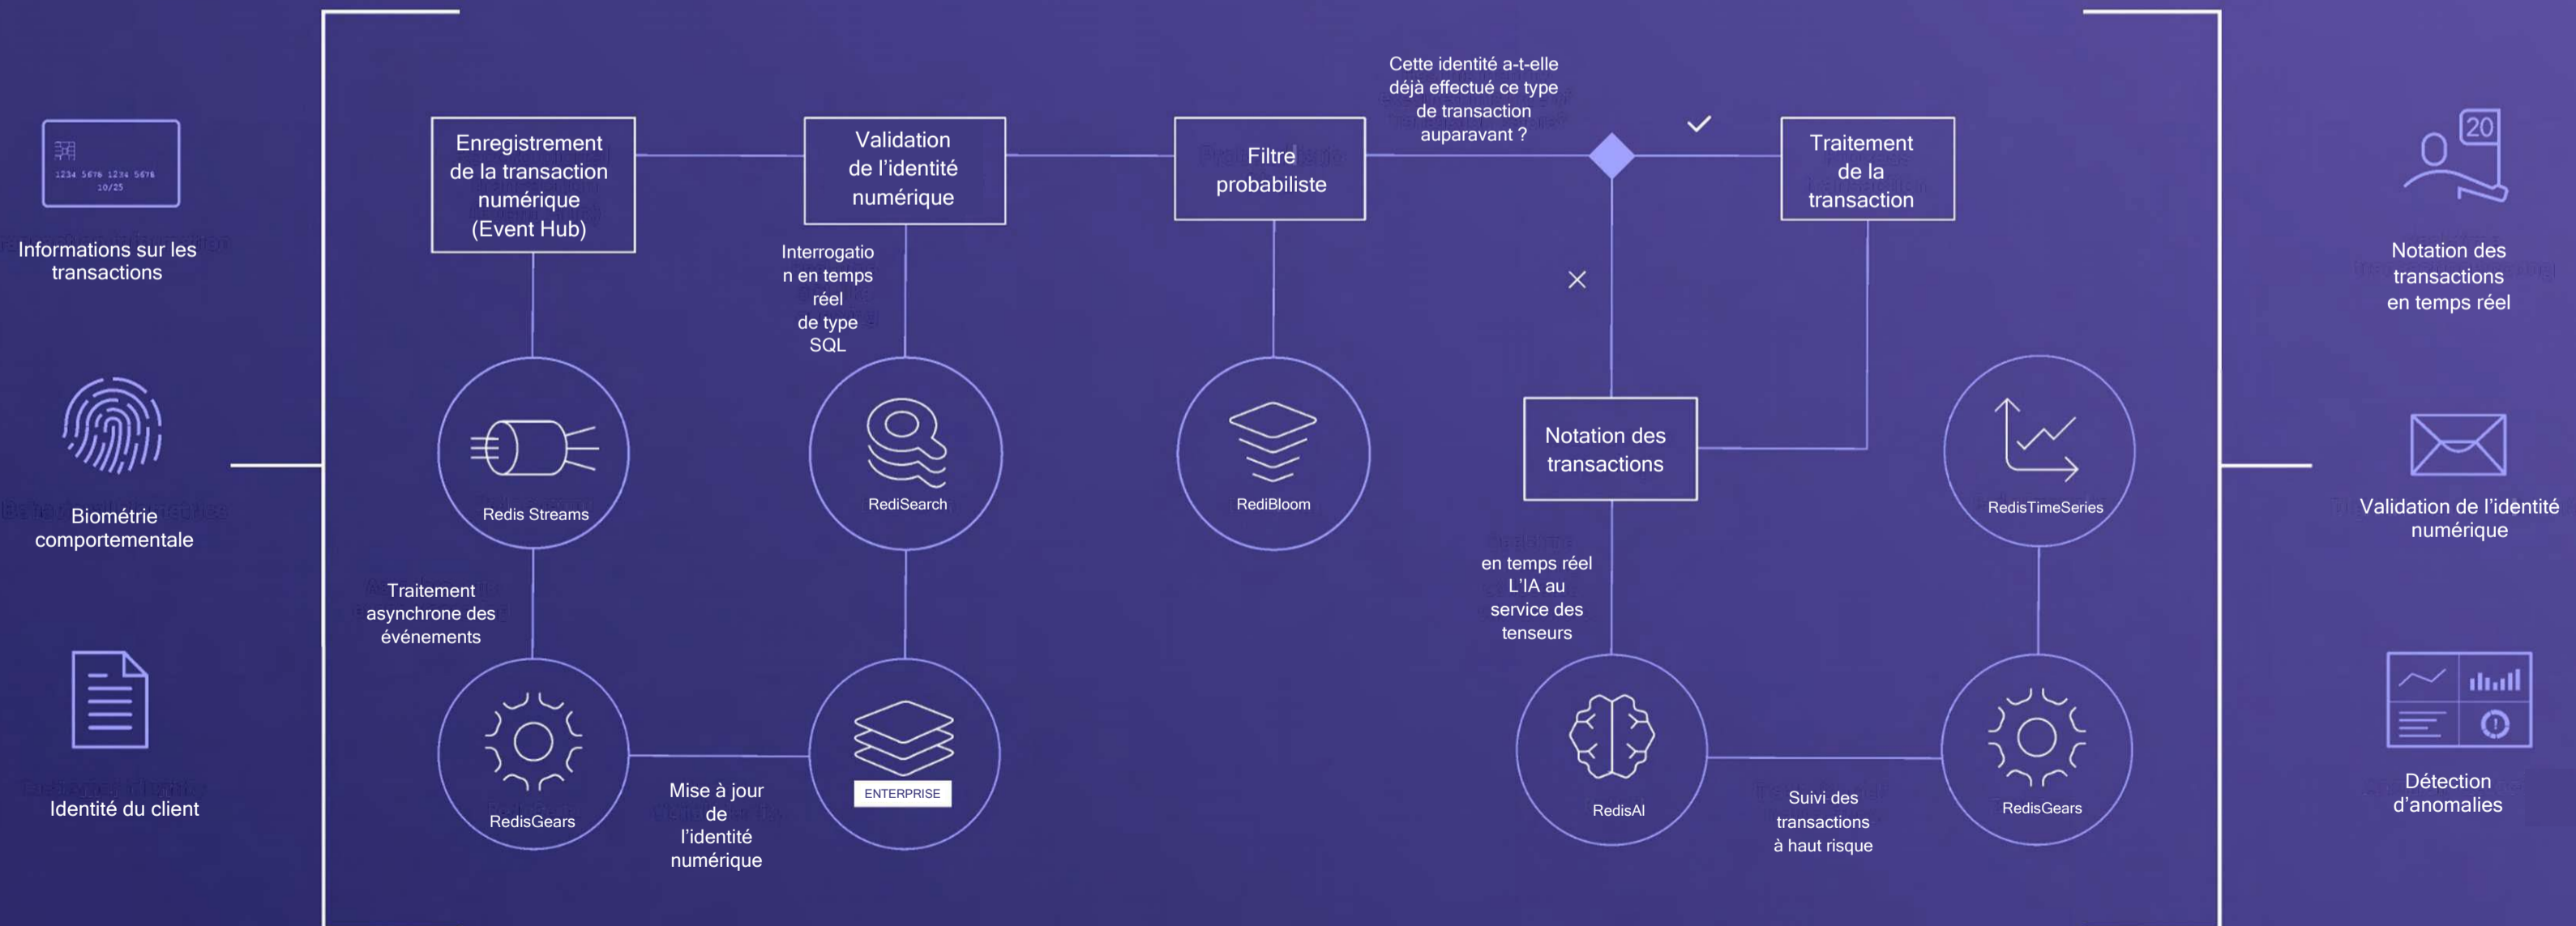 Informations sur les
transactions
1234 5678 1234 5678
10/25
Biométrie
comportementale
Identité du client
Enregistrement
de la transaction
numérique
(Event Hub)
Redis Streams
Traitement
asynchrone des
événements
RedisGears
Validation
de l'identité
numérique
Interrogatio
n en temps
réel
de type
SQL
RediSearch
Mise à jour
de
l'identité
numérique
ENTERPRISE
Filtre
probabiliste
RediBloom
Cette identité a-t-elle
déjà effectué ce type
de transaction
auparavant ?
Traitement
de la
transaction
Notation des
transactions
en temps réel
L'IA au
service des
tenseurs
RedisAI
Suivi des
transactions
à haut risque
RedisTimeSeries
RedisGears
20
Notation des
transactions
en temps réel
Validation de l'identité
numérique
Détection
d'anomalies